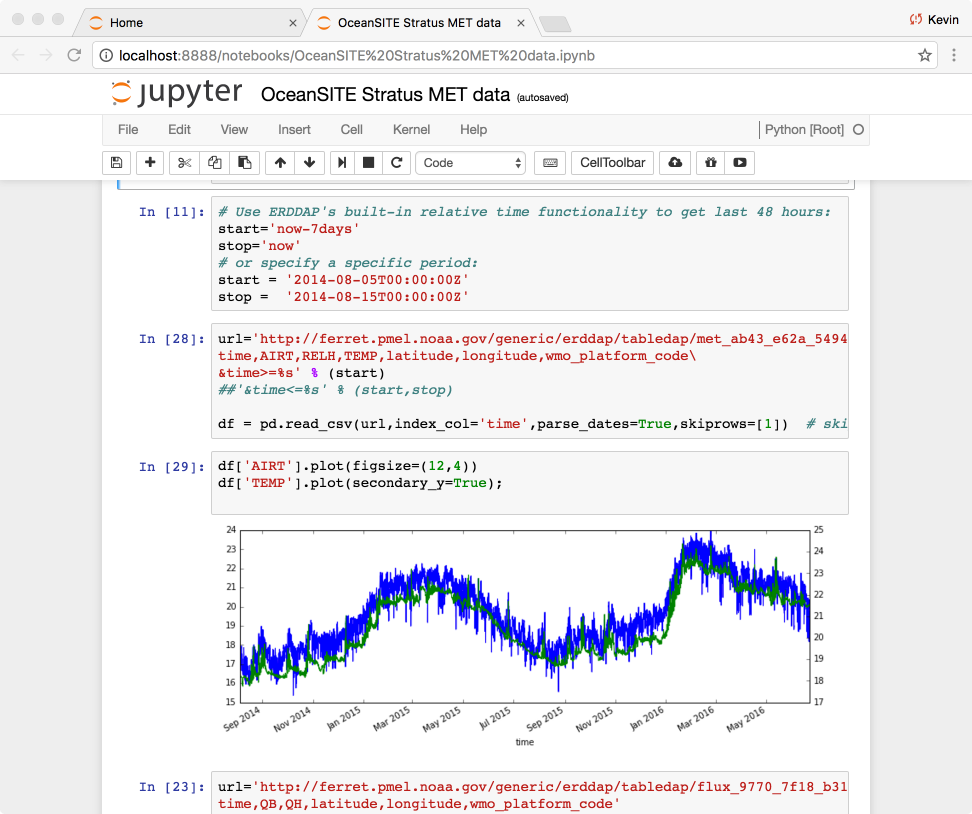 Home
OceanSITE Stratus MET data
Kevin
localhost:8888/notebooks/OceanSITE%20Stratus%20MET%20data.ipynb
jupyter OceanSITE Stratus MET data (autosaved)
File Edit View Insert Cell Kernel Help Python [Root]
Code CellToolbar
In [11]: # Use ERDDAP's built-in relative time functionality to get last 48 hours:
start='now-7days'
stop='now'
# or specify a specific period:
start = '2014-08-05T00:00:00Z'
stop =  '2014-08-15T00:00:00Z'
In [28]: url='http://ferret.pmel.noaa.gov/generic/erddap/tabledap/met_ab43_e62a_5494
time,AIRT,RELH,TEMP,latitude,longitude,wmo_platform_code\
&time>=%s' % (start)
##'&time<=%s' % (start,stop)
df = pd.read_csv(url,index_col='time',parse_dates=True,skiprows=[1])  # ski
In [29]: df['AIRT'].plot(figsize=(12,4))
df['TEMP'].plot(secondary_y=True);
24
23
22
21
20
19
18
17
16
15
25
24
23
22
21
20
19
18
17
Sep 2014 Nov 2014 Jan 2015 Mar 2015 May 2015 Jul 2015 Sep 2015 Nov 2015 Jan 2016 Mar 2016 May 2016
time
In [23]: url='http://ferret.pmel.noaa.gov/generic/erddap/tabledap/flux_9770_7f18_b31
time,QB,QH,latitude,longitude,wmo_platform_code'